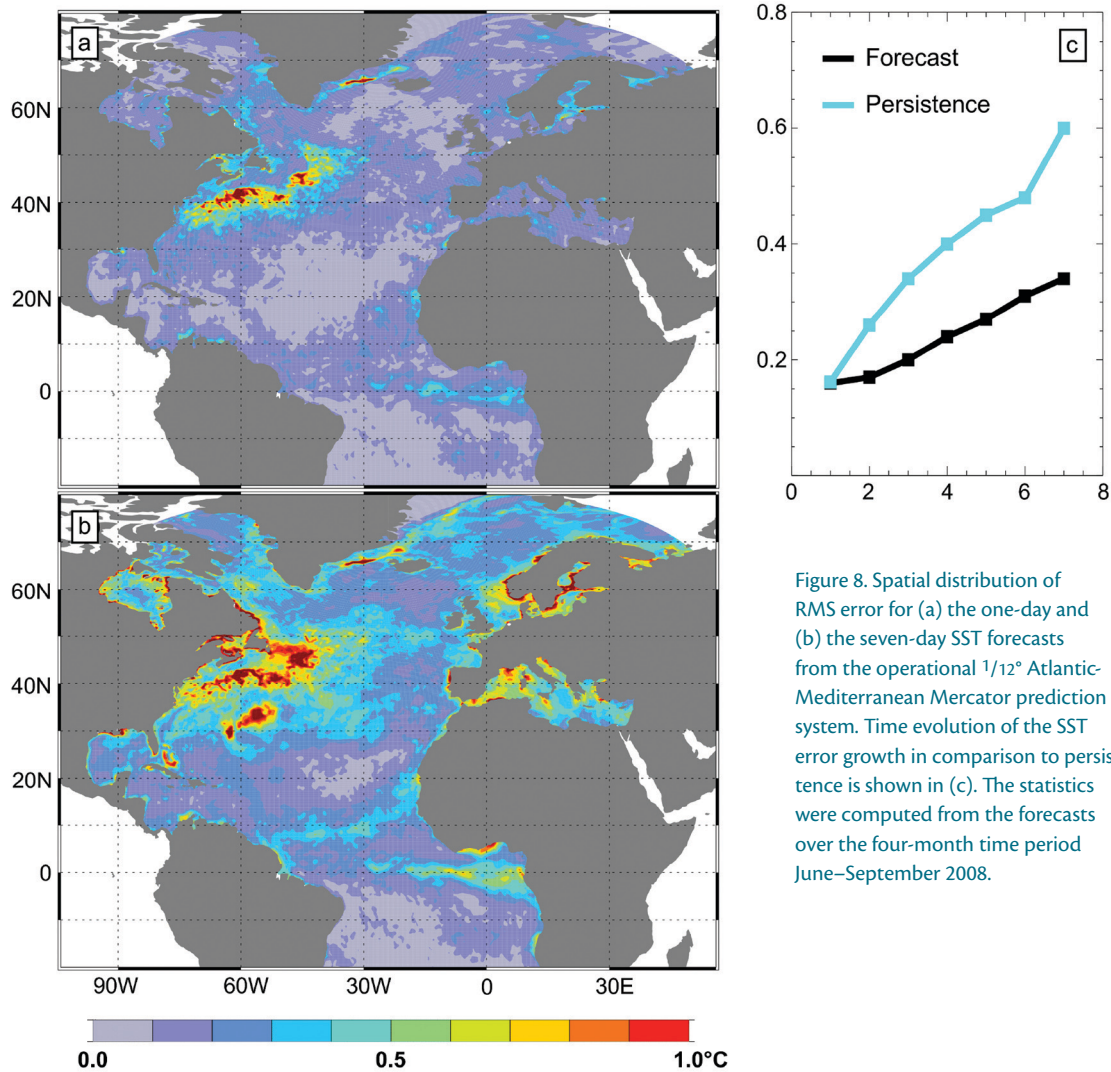 a
60N
40N
20N
0
b
60N
40N
20N
0
90W 60W 30W 0 30E
0.0 0.5 1.0°C
c
Forecast
Persistence
0.8
0.6
0.4
0.2
0 2 4 6 8
Figure 8. Spatial distribution of
RMS error for (a) the one-day and
(b) the seven-day SST forecasts
from the operational 1/12° Atlantic-
Mediterranean Mercator prediction
system. Time evolution of the SST
error growth in comparison to persis
tence is shown in (c). The statistics
were computed from the forecasts
over the four-month time period
June–September 2008.